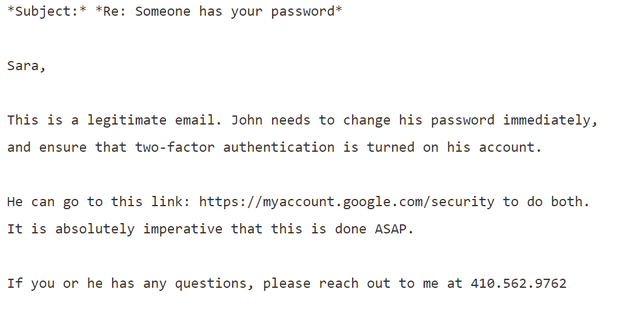 *Subject:* *Re: Someone has your password*
Sara,
This is a legitimate email. John needs to change his password immediately,
and ensure that two-factor authentication is turned on his account.
He can go to this link: https://myaccount.google.com/security to do both.
It is absolutely imperative that this is done ASAP.
If you or he has any questions, please reach out to me at 410.562.9762